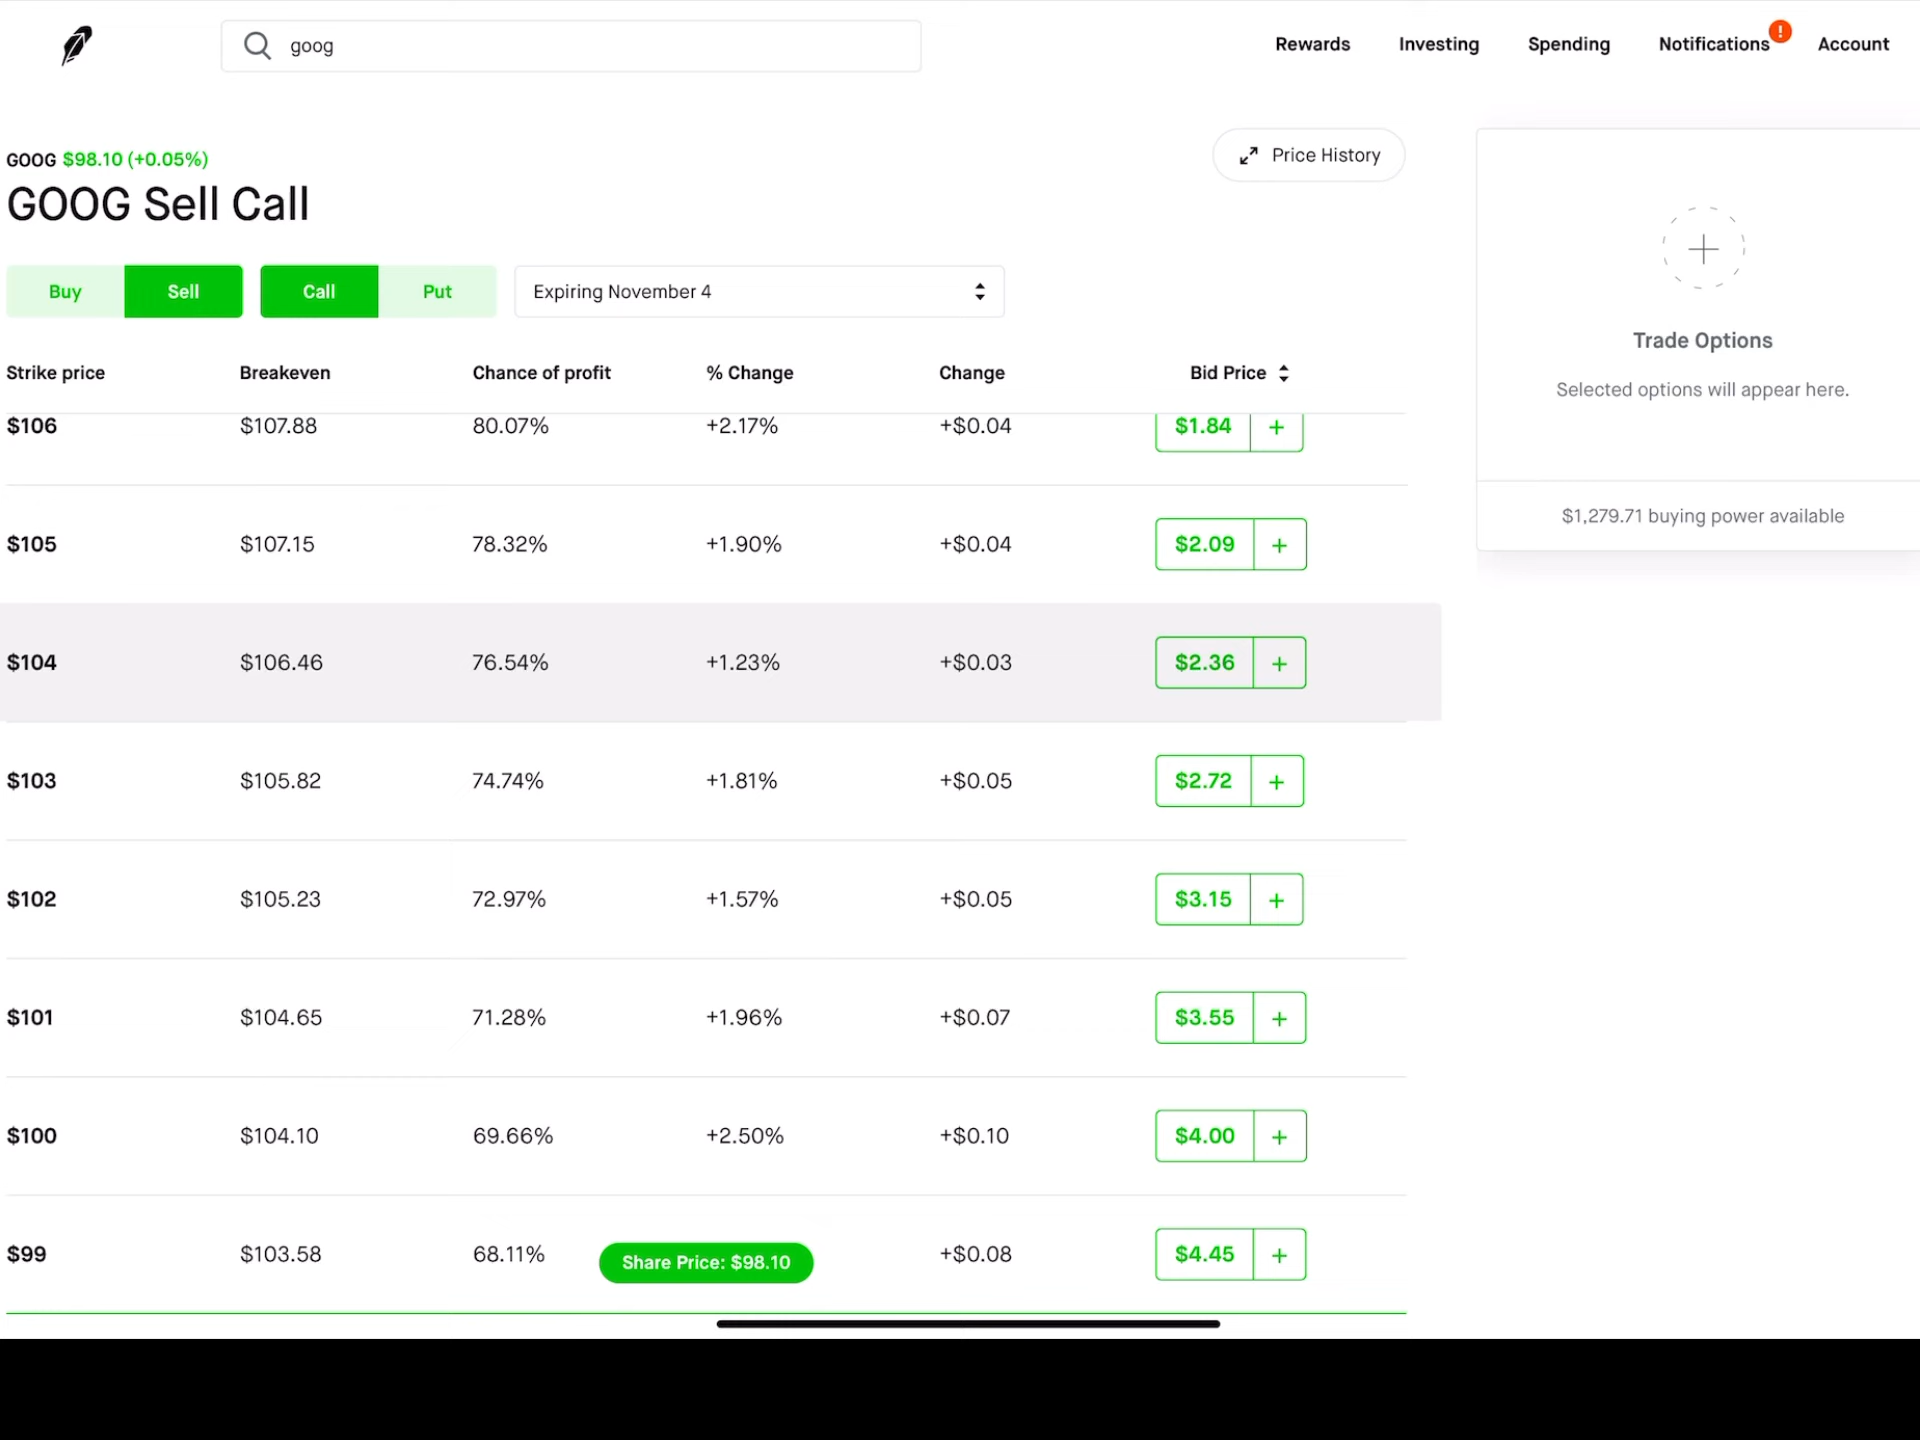 goog
Rewards Investing Spending Notifications ! Account
GOOG $98.10 (+0.05%)
Price History
GOOG Sell Call
Buy Sell Call Put Expiring November 4
Trade Options
Selected options will appear here.
$1,279.71 buying power available
Strike price Breakeven Chance of profit % Change Change Bid Price
$106 $107.88 80.07% +2.17% +$0.04 $1.84 +
$105 $107.15 78.32% +1.90% +$0.04 $2.09 +
$104 $106.46 76.54% +1.23% +$0.03 $2.36 +
$103 $105.82 74.74% +1.81% +$0.05 $2.72 +
$102 $105.23 72.97% +1.57% +$0.05 $3.15 +
$101 $104.65 71.28% +1.96% +$0.07 $3.55 +
$100 $104.10 69.66% +2.50% +$0.10 $4.00 +
$99 $103.58 68.11% +$0.08 $4.45 +
Share Price: $98.10